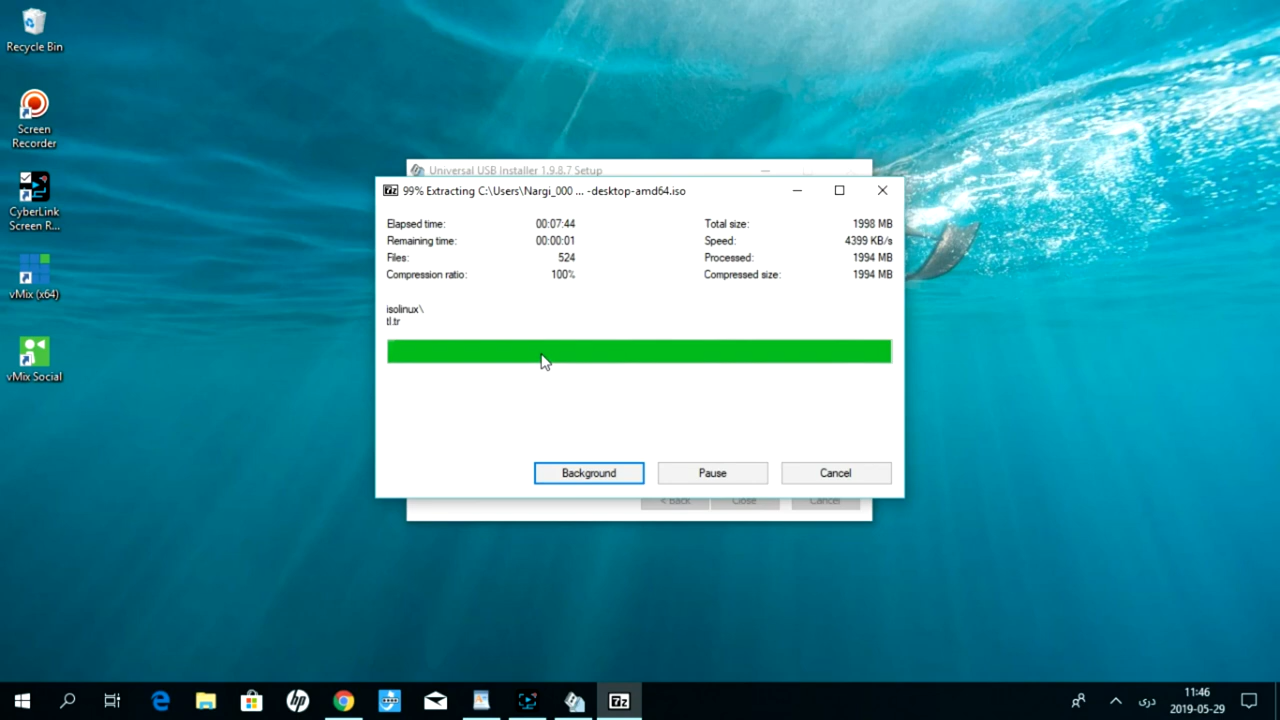 Recycle Bin
Screen
Recorder
CyberLink
Screen R...
vMix (x64)
vMix Social
Universal USB Installer 1.9.8.7 Setup
7z 99% Extracting C:\Users\Nargi_000 ... -desktop-amd64.iso
Elapsed time: 00:07:44 Total size: 1998 MB
Remaining time: 00:00:01 Speed: 4399 KB/s
Files: 524 Processed: 1994 MB
Compression ratio: 100% Compressed size: 1994 MB
isolinux\
tl.tr
Background Pause Cancel
< Back Close Cancel
hp
7z
دری
11:46
2019-05-29